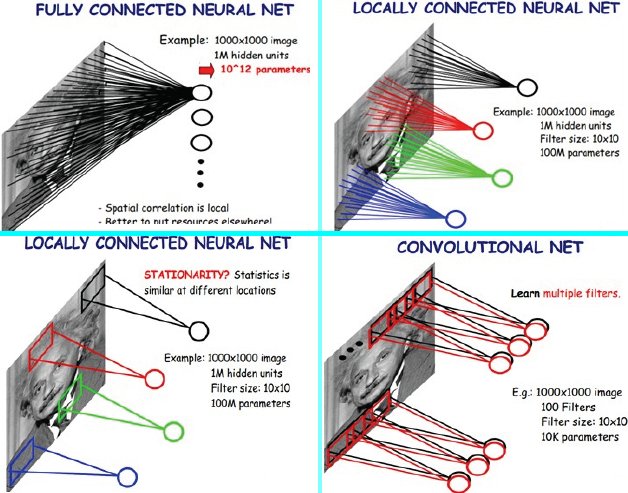 FULLY CONNECTED NEURAL NET
Example: 1000x1000 image
1M hidden units
10^12 parameters
- Spatial correlation is local
- Better to put resources elsewhere!
LOCALLY CONNECTED NEURAL NET
Example: 1000x1000 image
1M hidden units
Filter size: 10x10
100M parameters
LOCALLY CONNECTED NEURAL NET
STATIONARITY? Statistics is
similar at different locations
Example: 1000x1000 image
1M hidden units
Filter size: 10x10
100M parameters
CONVOLUTIONAL NET
Learn multiple filters.
E.g.: 1000x1000 image
100 Filters
Filter size: 10x10
10K parameters